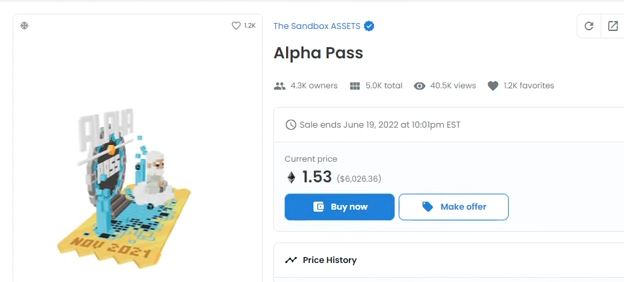 1.2K
The Sandbox ASSETS
Alpha Pass
4.3K owners 5.0K total 40.5K views 1.2K favorites
Sale ends June 19, 2022 at 10:01pm EST
Current price
1.53 ($6,026.36)
Buy now Make offer
Price History
ALPHA
PASS
NOV 2021